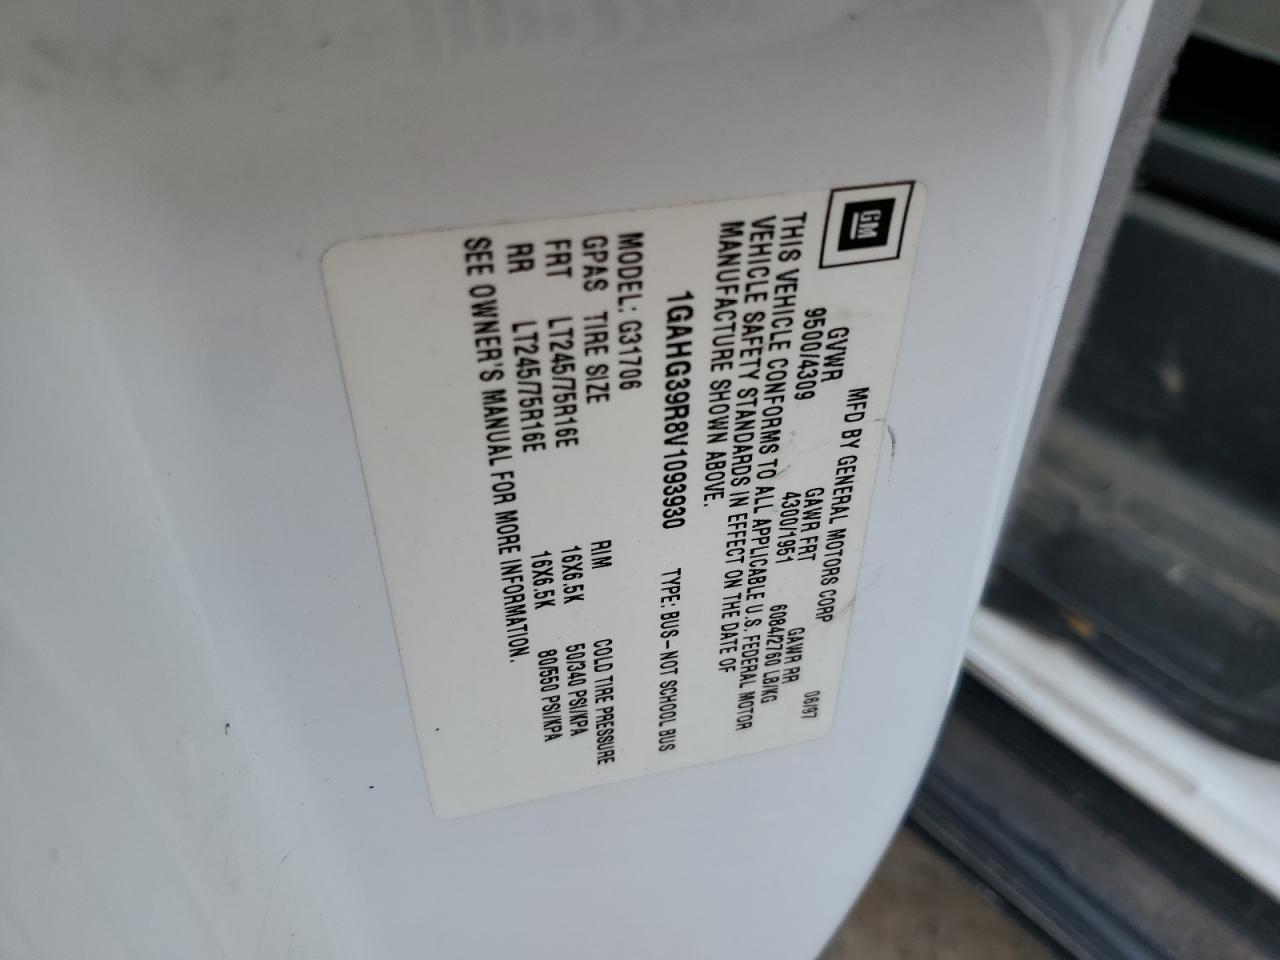 GM
MFD BY GENERAL MOTORS CORP 06/97
GVWR GAWR FRT GAWR RR
9500/4309 4300/1951 6084/2760 LB/KG
THIS VEHICLE CONFORMS TO ALL APPLICABLE U.S. FEDERAL MOTOR
VEHICLE SAFETY STANDARDS IN EFFECT ON THE DATE OF
MANUFACTURE SHOWN ABOVE.
1GAHG39R8V1093930 TYPE: BUS-NOT SCHOOL BUS
MODEL: G31706
GPAS TIRE SIZE RIM COLD TIRE PRESSURE
FRT LT245/75R16E 16X6.5K 50/340 PSI/KPA
RR LT245/75R16E 16X6.5K 80/550 PSI/KPA
SEE OWNER'S MANUAL FOR MORE INFORMATION.